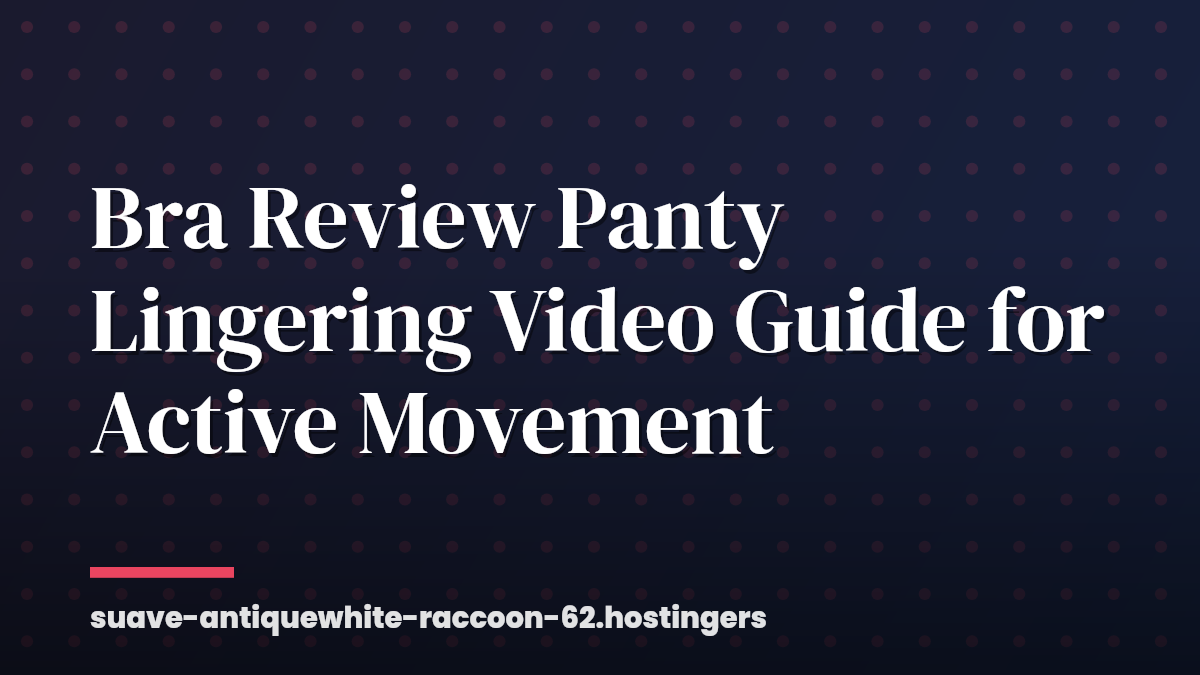 Bra Review Panty
Lingering Video Guide for
Active Movement
suave-antiquewhite-raccoon-62.hostingers